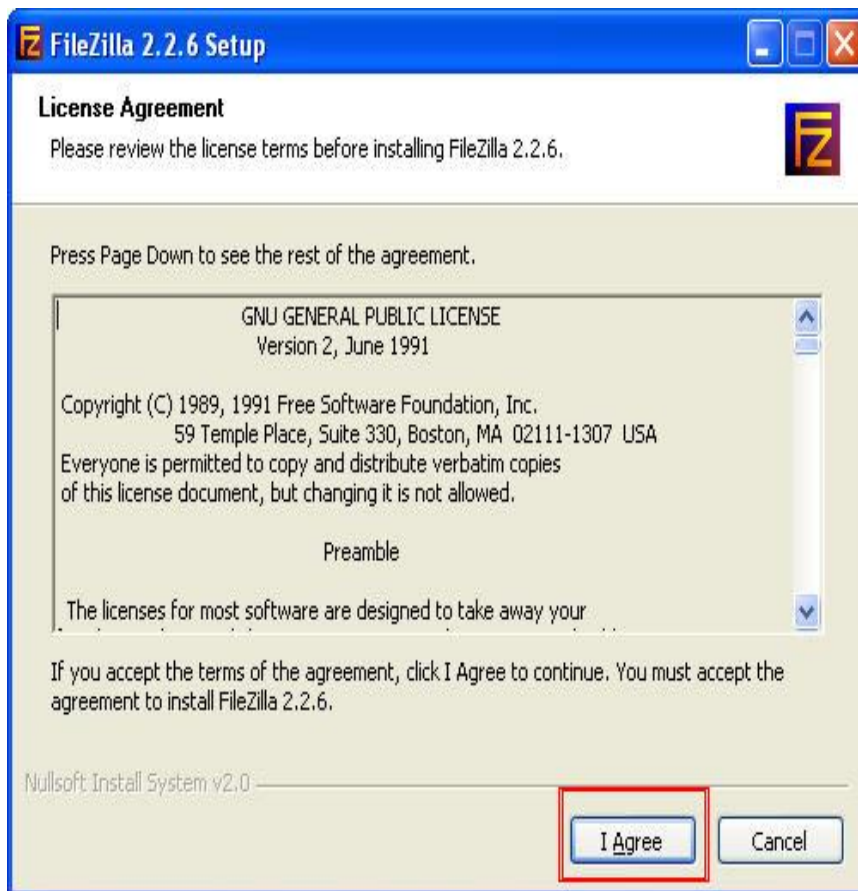 FileZilla 2.2.6 Setup
License Agreement
Please review the license terms before installing FileZilla 2.2.6.
FZ
Press Page Down to see the rest of the agreement.
GNU GENERAL PUBLIC LICENSE
Version 2, June 1991
Copyright (C) 1989, 1991 Free Software Foundation, Inc.
59 Temple Place, Suite 330, Boston, MA 02111-1307 USA
Everyone is permitted to copy and distribute verbatim copies
of this license document, but changing it is not allowed.
Preamble
The licenses for most software are designed to take away your
If you accept the terms of the agreement, click I Agree to continue. You must accept the
agreement to install FileZilla 2.2.6.
Nullsoft Install System v2.0
I Agree
Cancel